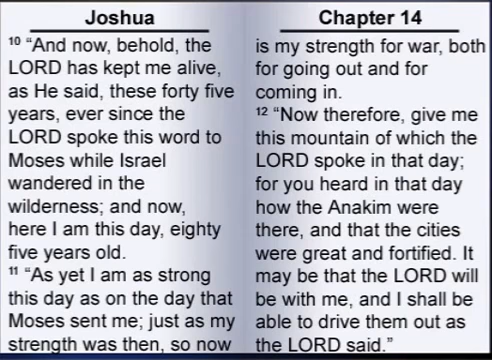 Joshua
Chapter 14
10 “And now, behold, the
LORD has kept me alive,
as He said, these forty five
years, ever since the
LORD spoke this word to
Moses while Israel
wandered in the
wilderness; and now,
here I am this day, eighty
five years old.
11 “As yet I am as strong
this day as on the day that
Moses sent me; just as my
strength was then, so now
is my strength for war, both
for going out and for
coming in.
12 “Now therefore, give me
this mountain of which the
LORD spoke in that day;
for you heard in that day
how the Anakim were
there, and that the cities
were great and fortified. It
may be that the LORD will
be with me, and I shall be
able to drive them out as
the LORD said.”